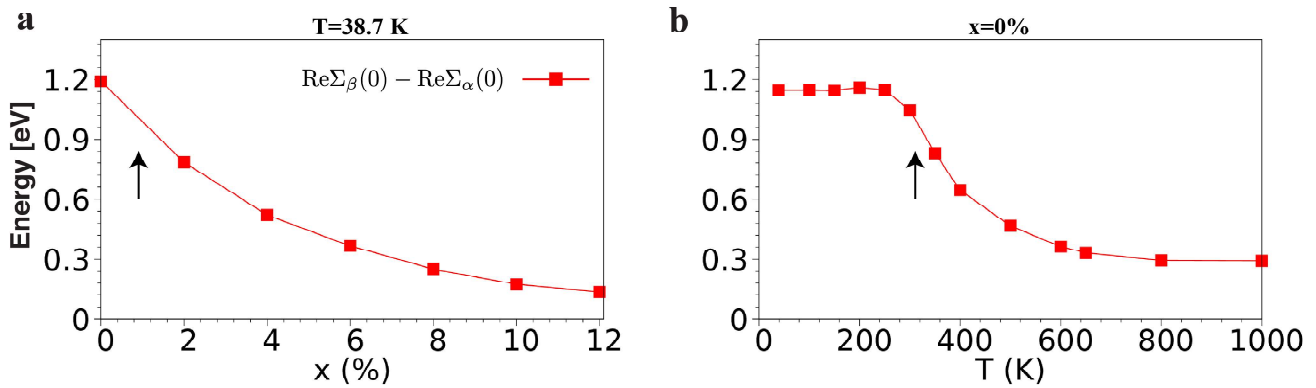 a
T=38.7 K
ReΣβ(0) − ReΣα(0)
Energy [eV]
1.2
0.9
0.6
0.3
0
0 2 4 6 8 10 12
x (%)
b
x=0%
1.2
0.9
0.6
0.3
0
0 200 400 600 800 1000
T (K)